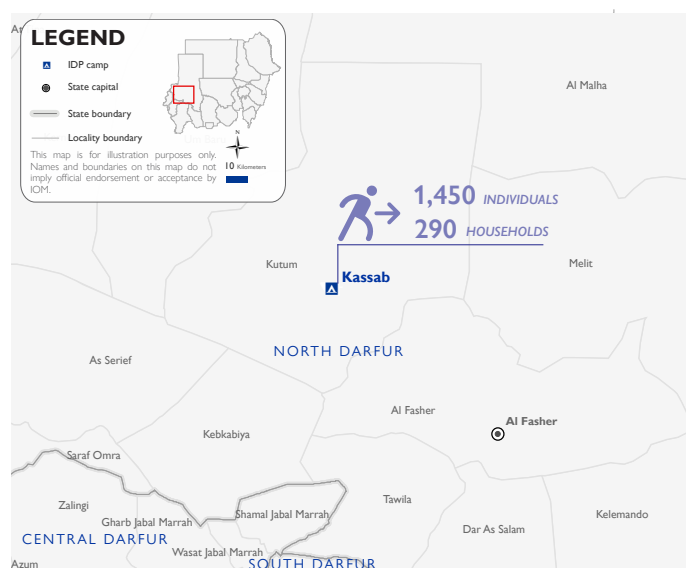 At
LEGEND
IDP camp
State capital
State boundary
Locality boundary
This map is for illustration purposes only.
Names and boundaries on this map do not
imply official endorsement or acceptance by
IOM.
N
10 Kilometers
Al Malha
1,450 INDIVIDUALS
290 HOUSEHOLDS
Kutum
Melit
Kassab
NORTH DARFUR
As Serief
Al Fasher
Al Fasher
Kebkabiya
Saraf Omra
Zalingi
Gharb Jabal Marrah
Shamal Jabal Marrah
Tawila
Kelemando
Dar As Salam
CENTRAL DARFUR
Wasat Jabal Marrah
Azum
SOUTH DARFUR